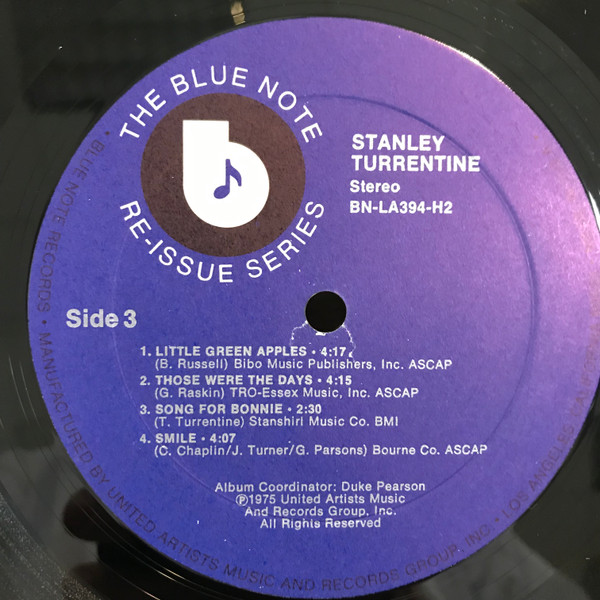 THE BLUE NOTE
RE-ISSUE SERIES
b
STANLEY
TURRENTINE
Stereo
BN-LA394-H2
Side 3
1. LITTLE GREEN APPLES • 4:17
(B. Russell) Bibo Music Publishers, Inc. ASCAP
2. THOSE WERE THE DAYS • 4:15
(G. Raskin) TRO-Essex Music, Inc. ASCAP
3. SONG FOR BONNIE • 2:30
(T. Turrentine) Stanshiri Music Co. BMI
4. SMILE • 4:07
(C. Chaplin/J. Turner/G. Parsons) Bourne Co. ASCAP
Album Coordinator: Duke Pearson
Ⓟ1975 United Artists Music
And Records Group, Inc.
All Rights Reserved
• BLUE NOTE RECORDS • MANUFACTURED BY UNITED ARTISTS MUSIC AND RECORDS GROUP, INC. • LOS ANGELES